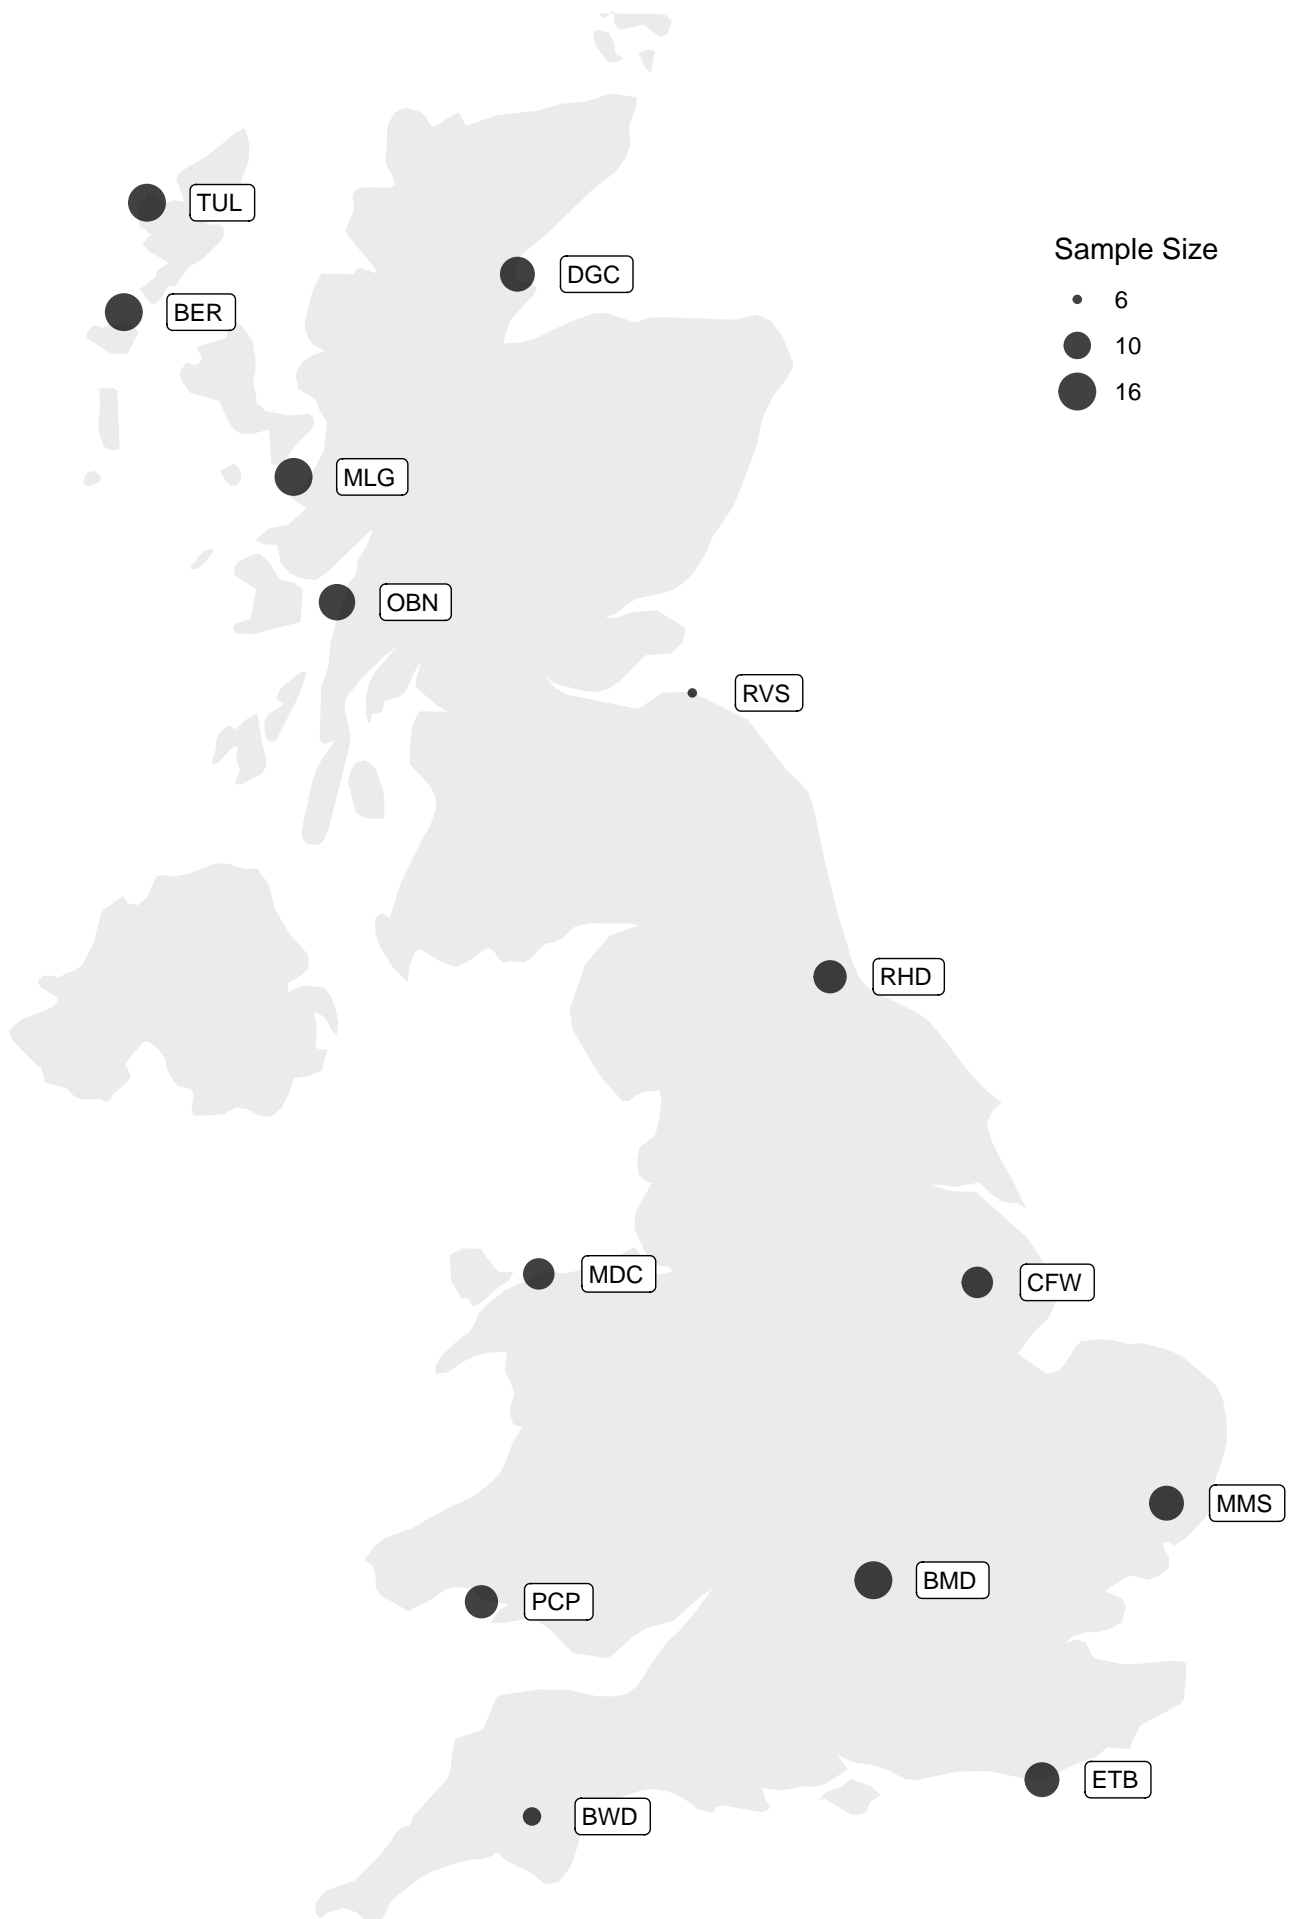 TUL
DGC
Sample Size
6
BER
10
16
MLG
OBN
RVS
RHD
MDC
CFW
MMS
BMD
PCP
ETB
BWD